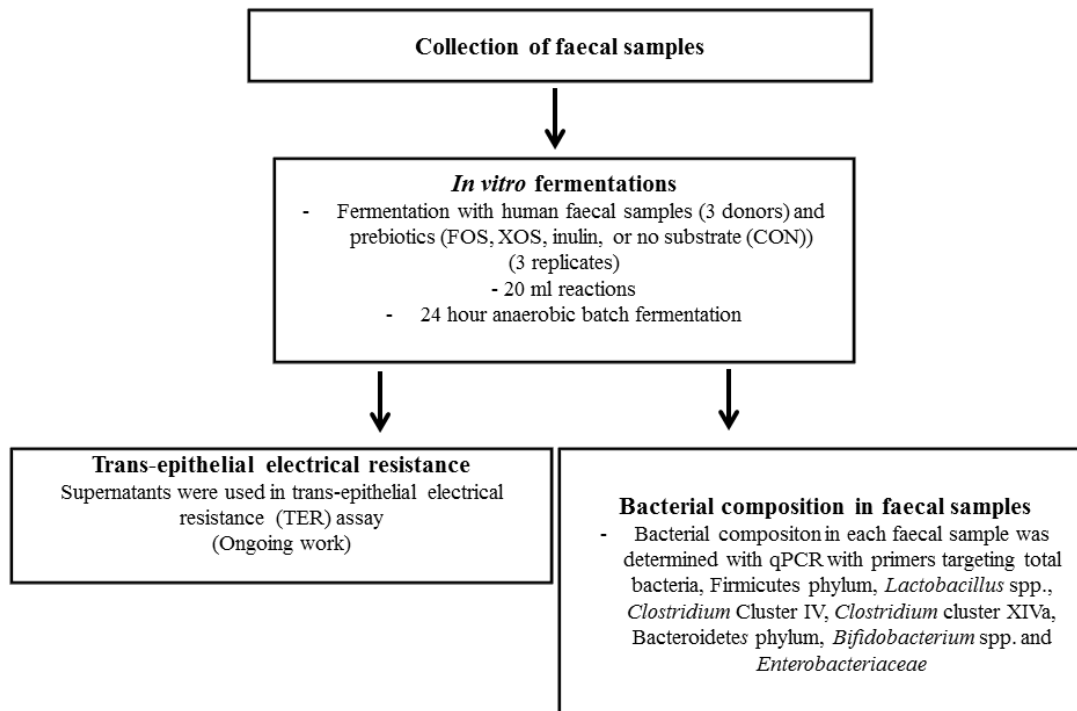 Collection of faecal samples
In vitro fermentations
- Fermentation with human faecal samples (3 donors) and
prebiotics (FOS, XOS, inulin, or no substrate (CON))
(3 replicates)
- 20 ml reactions
- 24 hour anaerobic batch fermentation
Trans-epithelial electrical resistance
Supernatants were used in trans-epithelial electrical
resistance (TER) assay
(Ongoing work)
Bacterial composition in faecal samples
- Bacterial compositon in each faecal sample was
determined with qPCR with primers targeting total
bacteria, Firmicutes phylum, Lactobacillus spp.,
Clostridium Cluster IV, Clostridium cluster XIVa,
Bacteroidetes phylum, Bifidobacterium spp. and
Enterobacteriaceae